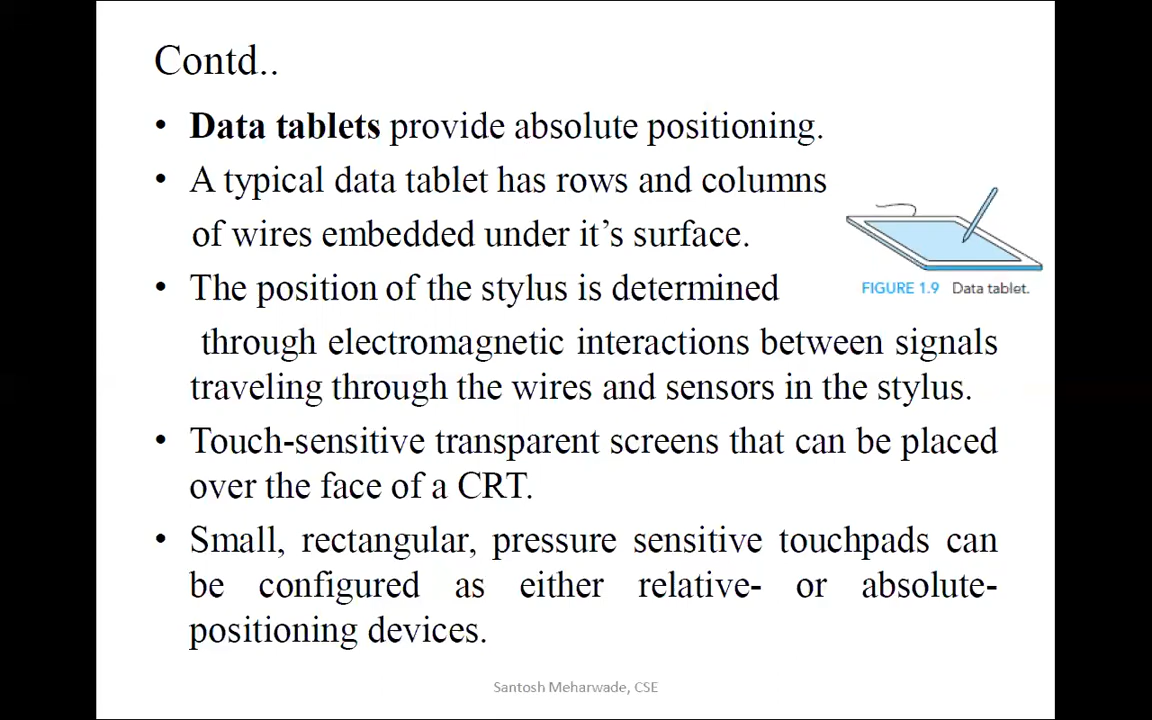 Contd..
• Data tablets provide absolute positioning.
• A typical data tablet has rows and columns
of wires embedded under it’s surface.
FIGURE 1.9 Data tablet.
• The position of the stylus is determined
through electromagnetic interactions between signals
traveling through the wires and sensors in the stylus.
• Touch-sensitive transparent screens that can be placed
over the face of a CRT.
• Small, rectangular, pressure sensitive touchpads can
be configured as either relative- or absolute-
positioning devices.
Santosh Meharwade, CSE